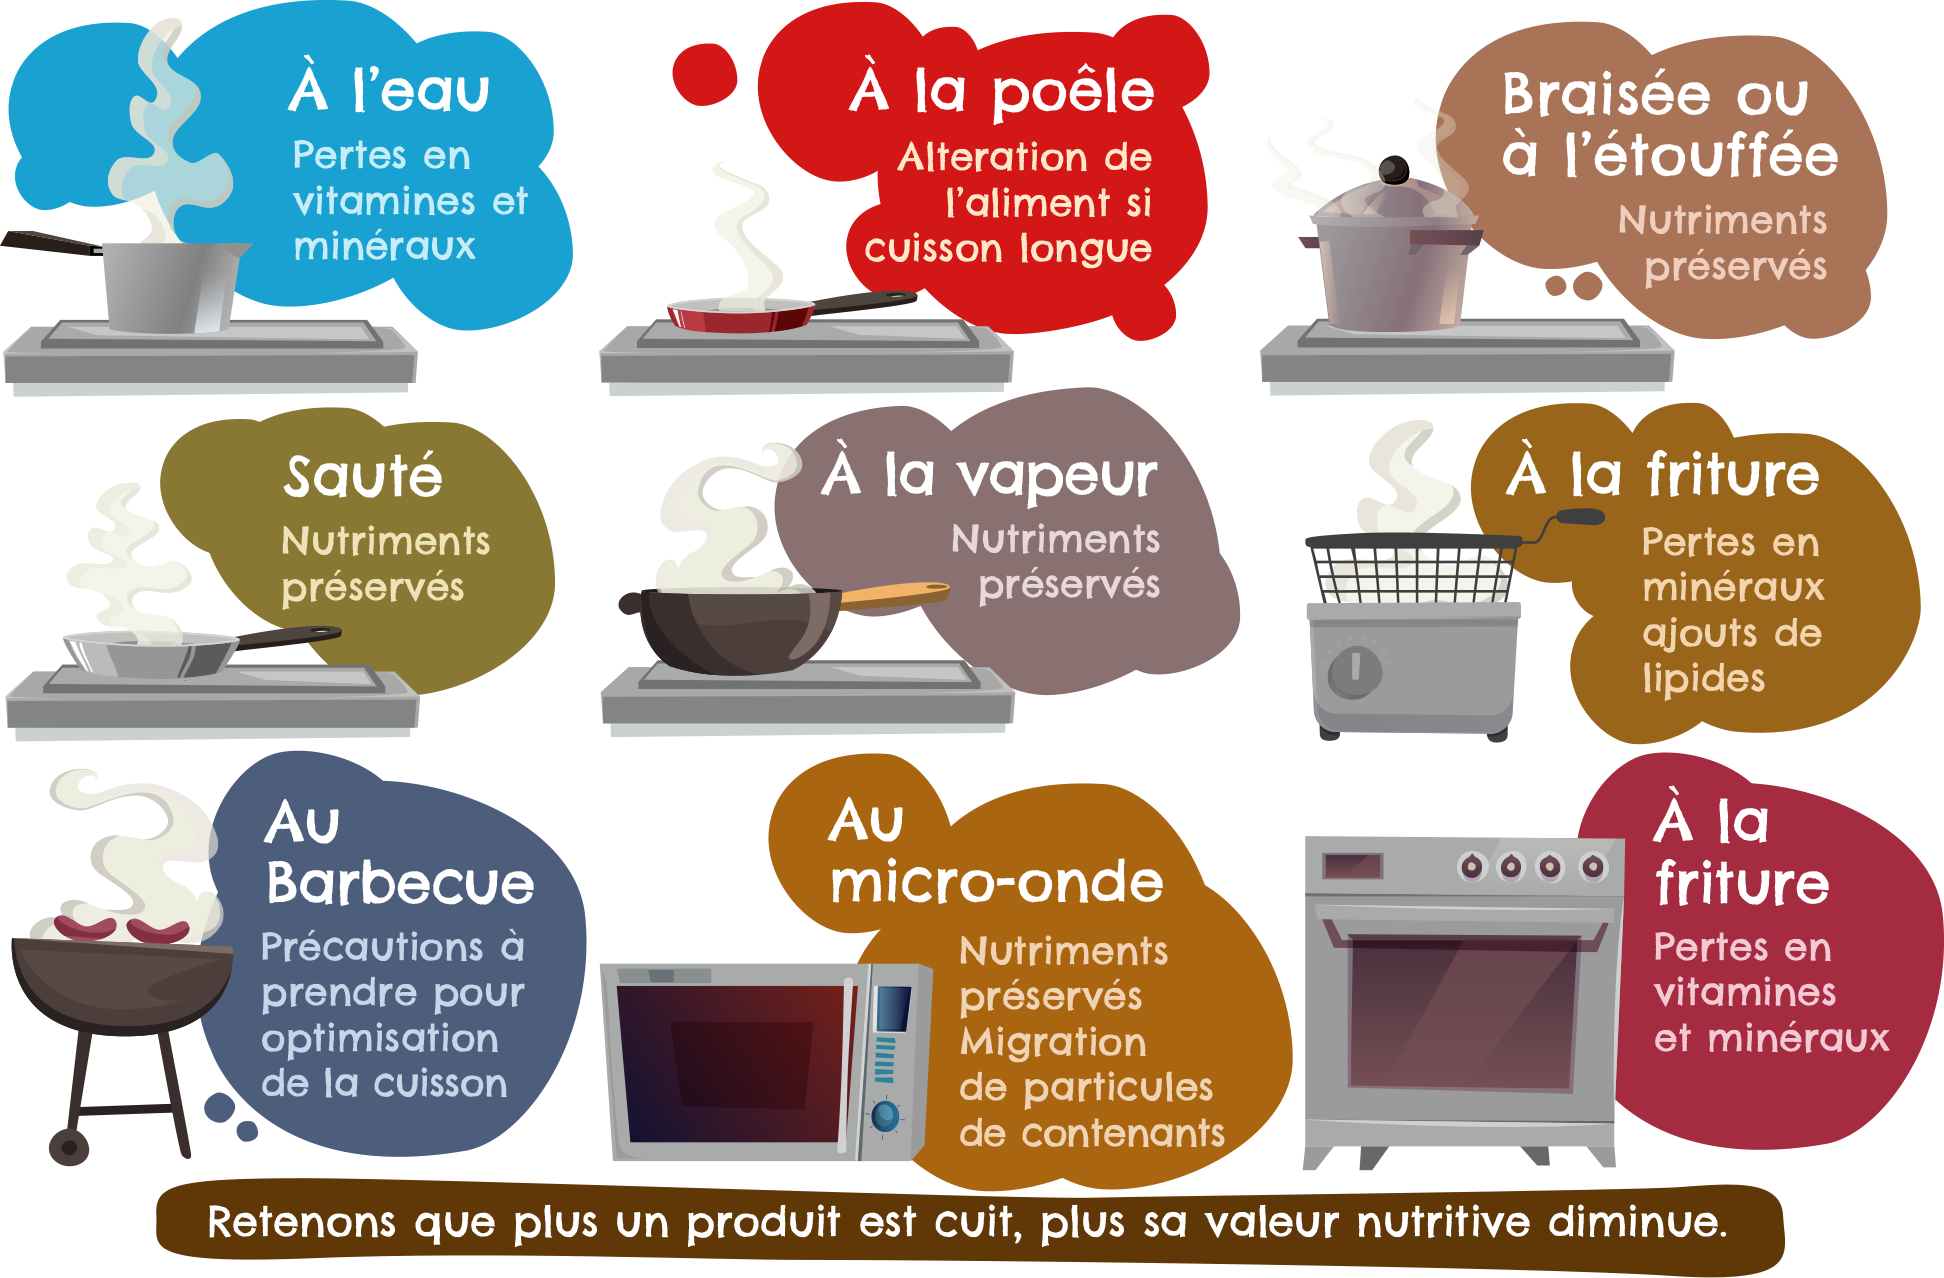 À l'eau
Pertes en
vitamines et
minéraux
À la poêle
Alteration de
l'aliment si
cuisson longue
Braisée ou
à l'étouffée
Nutriments
préservés
Sauté
Nutriments
préservés
À la vapeur
Nutriments
préservés
À la friture
Pertes en
minéraux
ajouts de
lipides
Au
Barbecue
Précautions à
prendre pour
optimisation
de la cuisson
Au
micro-onde
Nutriments
préservés
Migration
de particules
de contenants
À la
friture
Pertes en
vitamines
et minéraux
Retenons que plus un produit est cuit, plus sa valeur nutritive diminue.